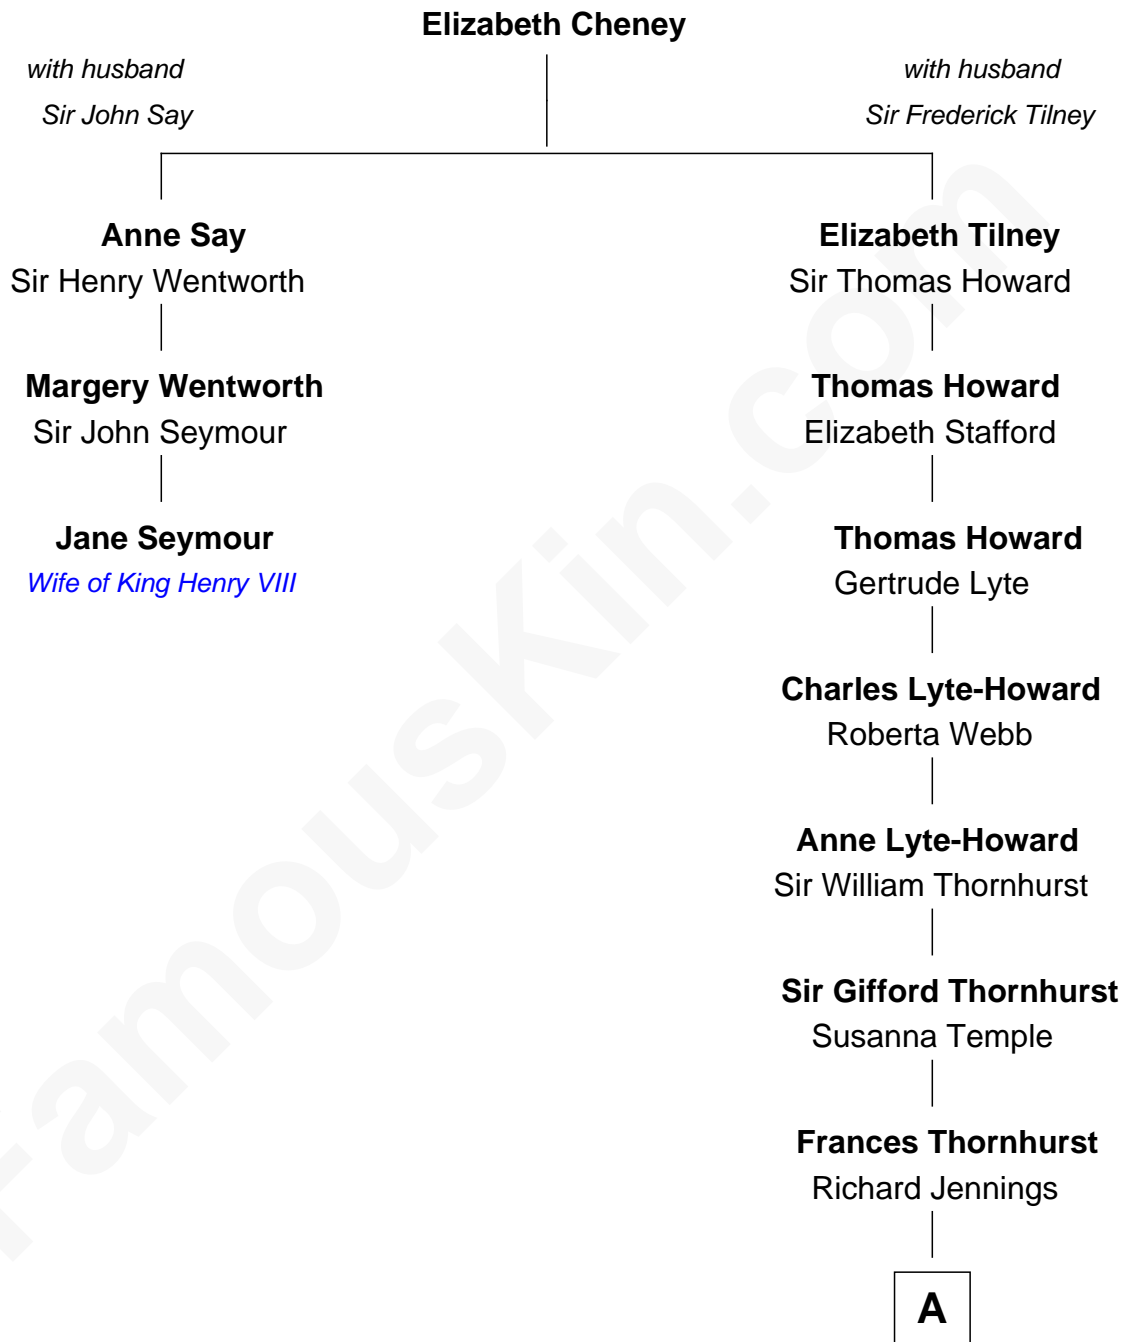 Elizabeth Cheney
with husband
Sir John Say
with husband
Sir Frederick Tilney
Anne Say
Sir Henry Wentworth
Elizabeth Tilney
Sir Thomas Howard
Margery Wentworth
Sir John Seymour
Thomas Howard
Elizabeth Stafford
Jane Seymour
Wife of King Henry VIII
Thomas Howard
Gertrude Lyte
Charles Lyte-Howard
Roberta Webb
Anne Lyte-Howard
Sir William Thornhurst
Sir Gifford Thornhurst
Susanna Temple
Frances Thornhurst
Richard Jennings
A
FamousKin.com